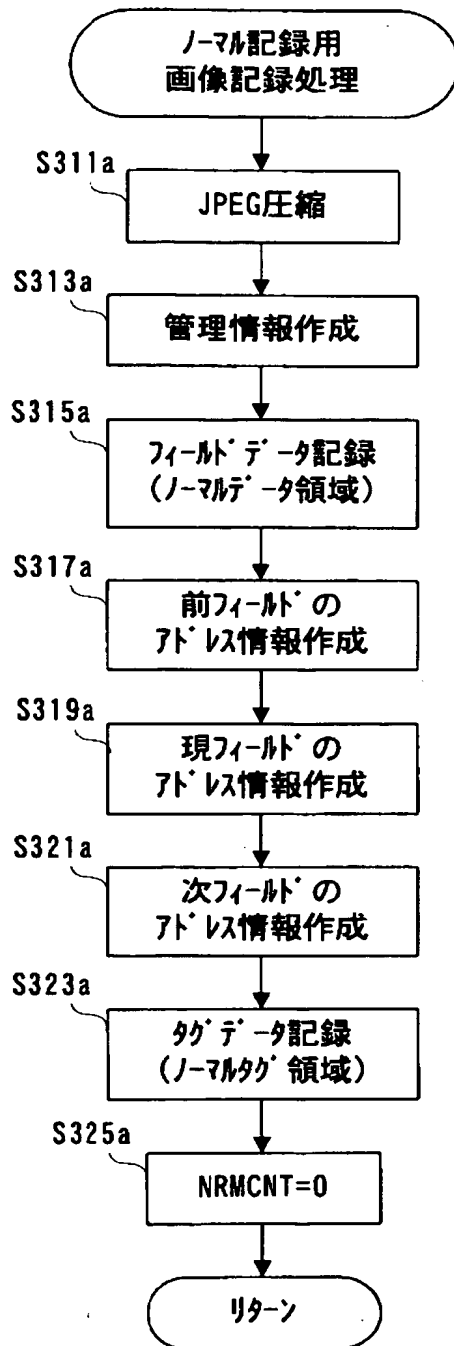 ノーマル記録用
画像記録処理
S311a
JPEG圧縮
S313a
管理情報作成
S315a
フィールドデータ記録
(ノーマルデータ領域)
S317a
前フィールドの
アドレス情報作成
S319a
現フィールドの
アドレス情報作成
S321a
次フィールドの
アドレス情報作成
S323a
タグデータ記録
(ノーマルタグ領域)
S325a
NRMCNT=0
リターン